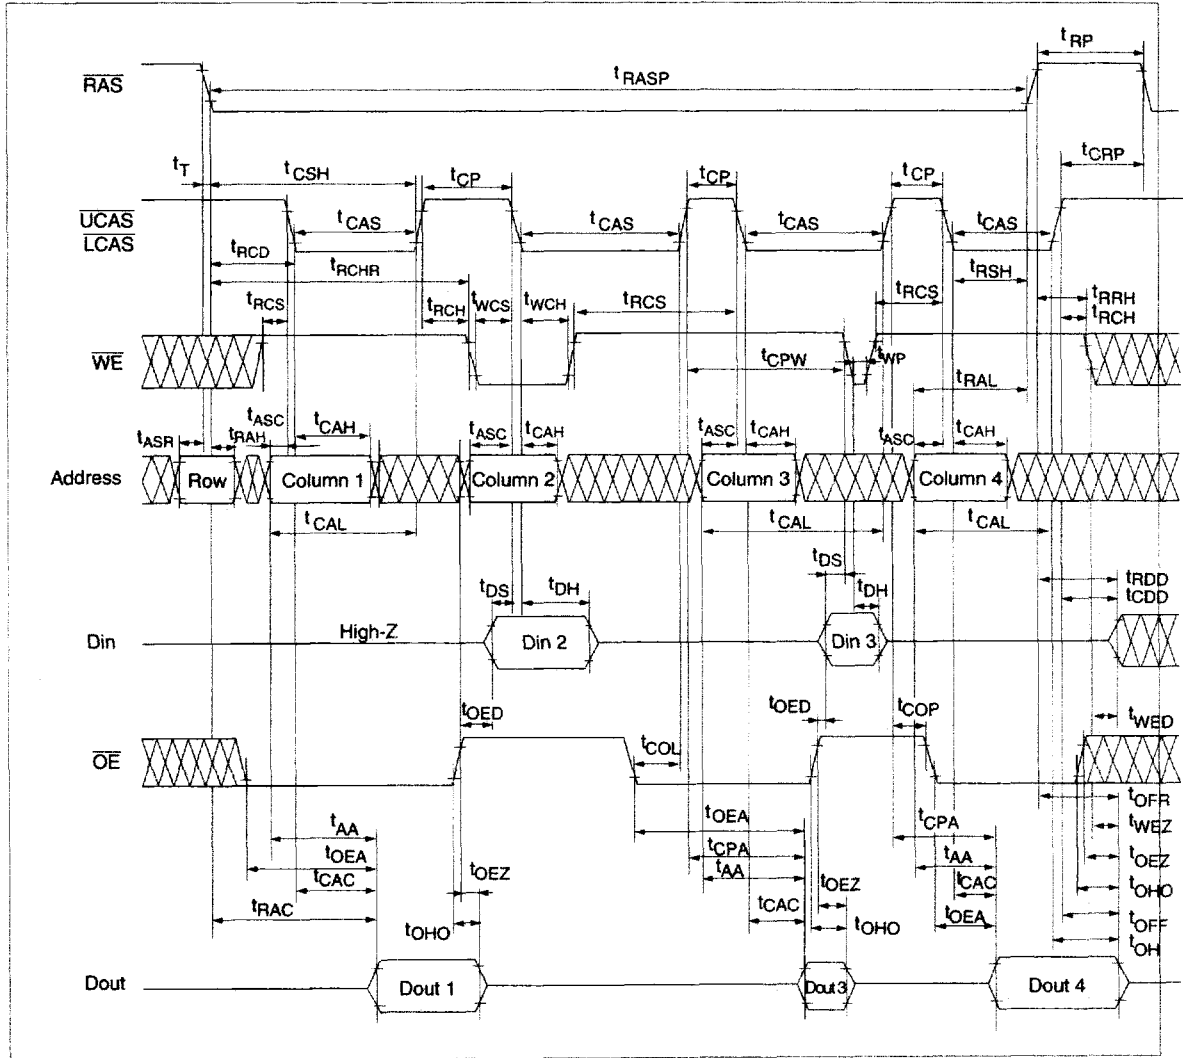 tRP
RAS
tRASP
tT
tCSH
tCP
tCP
tCP
tCRP
UCAS
LCAS
tCAS
tCAS
tCAS
tCAS
tRCD
tRCHR
tRSH
tRCS
tRCH
tWCS
tWCH
tRCS
tRCS
tRRH
tRCH
WE
tCPW
tWP
tRAL
tASR
tRAH
tASC
tCAH
tASC
tCAH
tASC
tCAH
tASC
tCAH
Address
Row
Column 1
Column 2
Column 3
Column 4
tCAL
tCAL
tCAL
tDS
tDH
tDS
tDH
tRDD
tCDD
Din
High-Z
Din 2
Din 3
tOED
tOED
tCOP
tWED
OE
tCOL
tOFR
tAA
tOEA
tCPA
tWEZ
tOEA
tCPA
tAA
tOEZ
tCAC
tOEZ
tAA
tOEZ
tCAC
tOHO
tRAC
tOHO
tCAC
tOHO
tOEA
tOFF
tOH
Dout
Dout 1
Dout 3
Dout 4